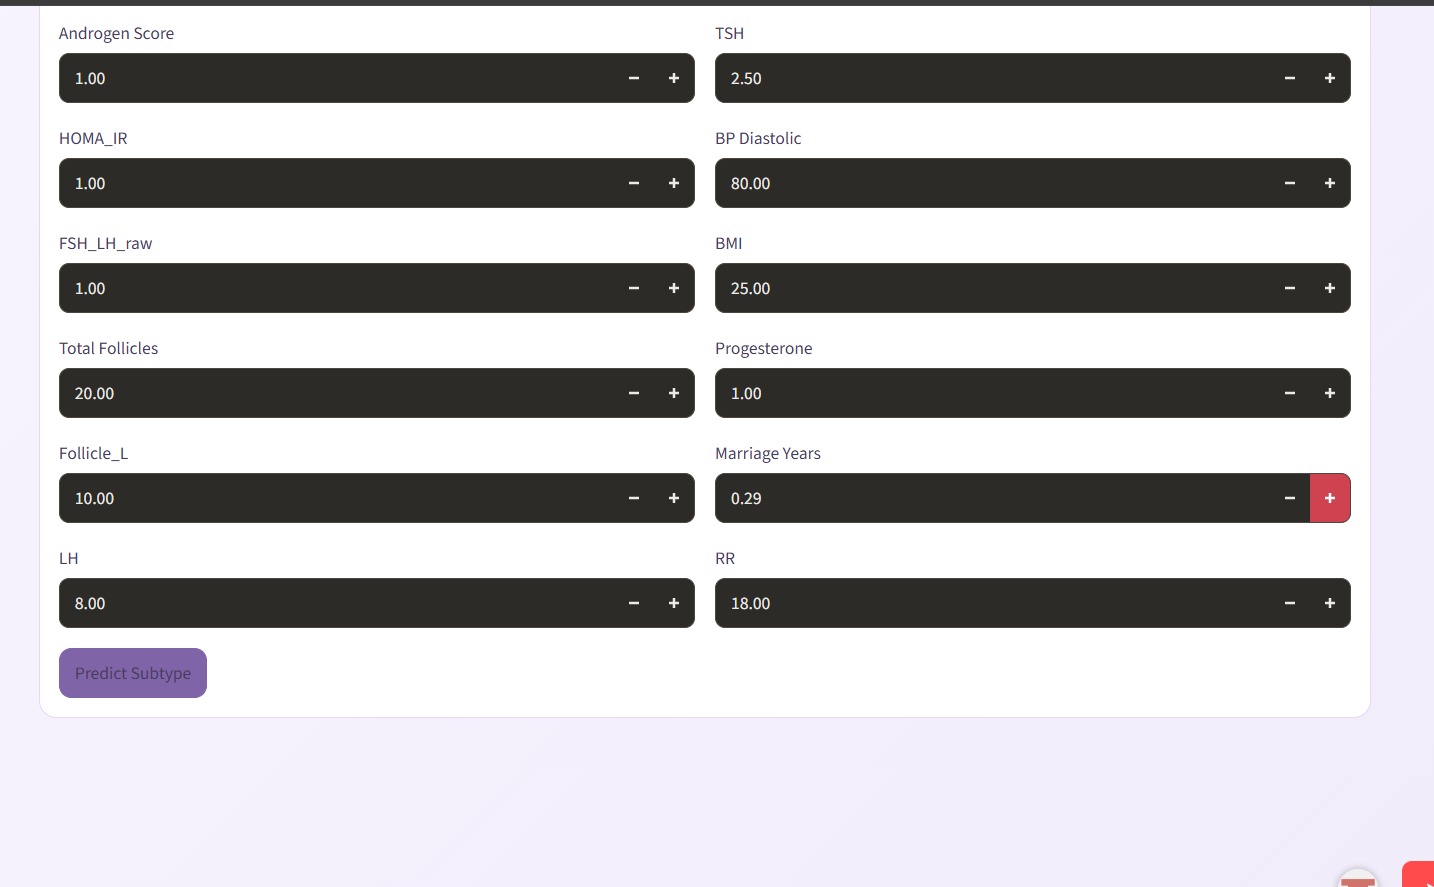 Androgen Score
1.00
TSH
2.50
HOMA_IR
1.00
BP Diastolic
80.00
FSH_LH_raw
1.00
BMI
25.00
Total Follicles
20.00
Progesterone
1.00
Follicle_L
10.00
Marriage Years
0.29
LH
8.00
RR
18.00
Predict Subtype